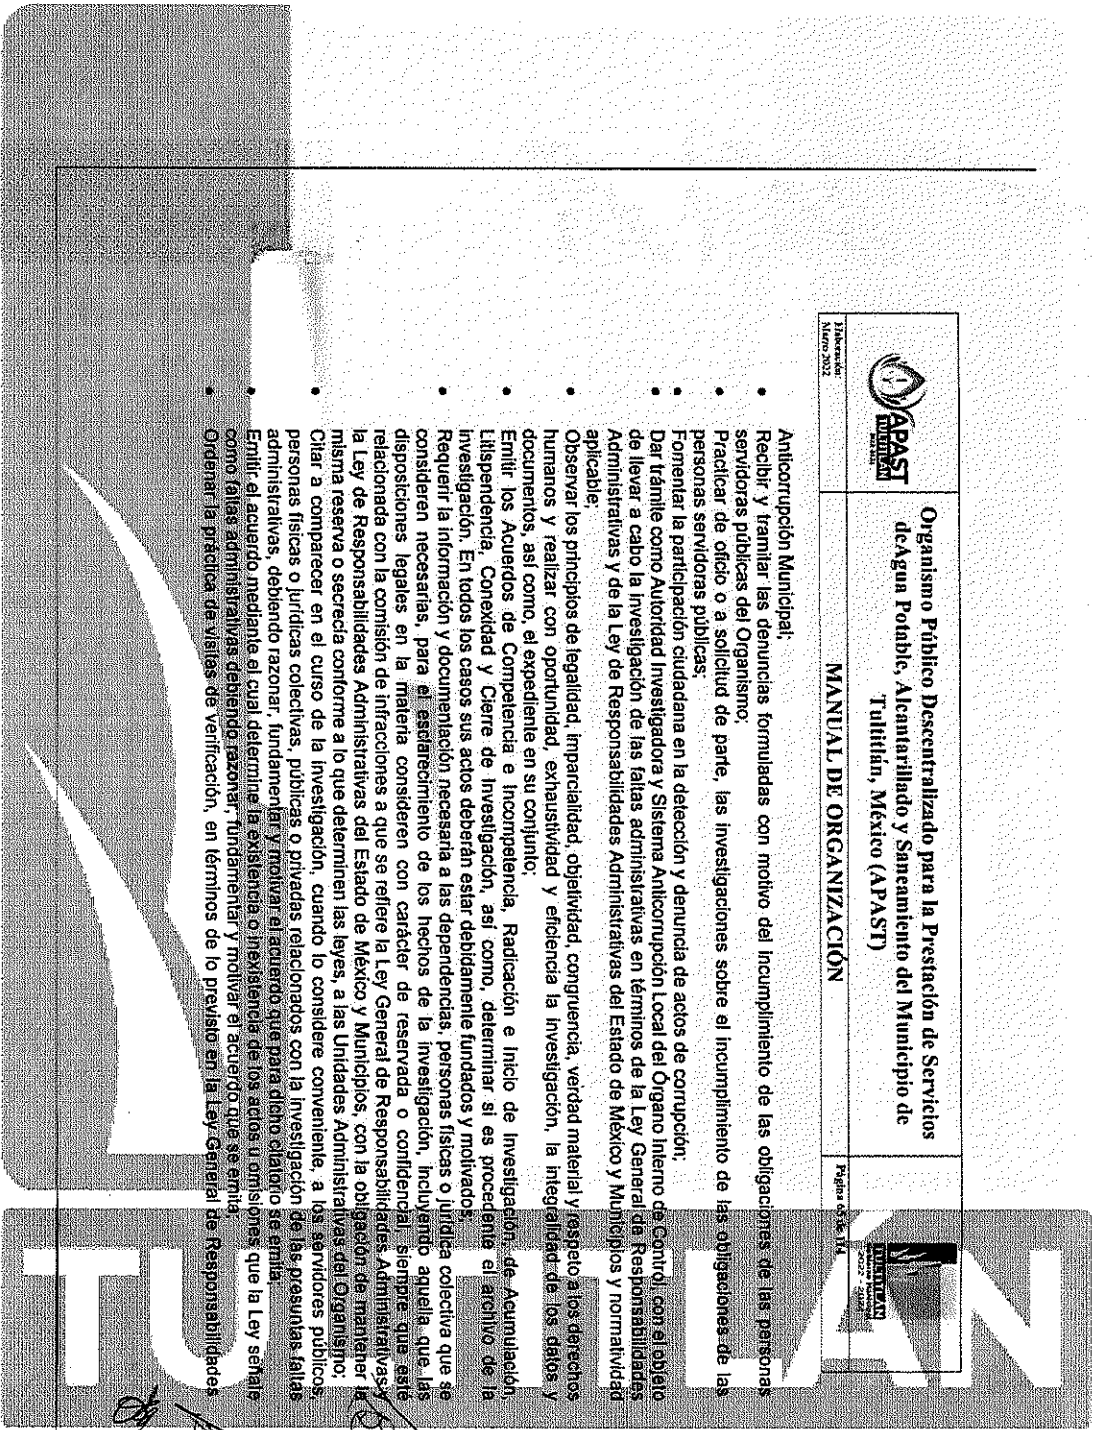 APAST
TULTITLÁN
Organismo Público Descentralizado para la Prestación de Servicios
deAgua Potable, Alcantarillado y Saneamiento del Municipio de
Tultitlán, México (APAST)
TULTITLÁN
2022 - 2024
Elaboración:
Marzo 2022
MANUAL DE ORGANIZACIÓN
Página 65 de 114
Anticorrupción Municipal;
• Recibir y tramitar las denuncias formuladas con motivo del incumplimiento de las obligaciones de las personas
servidoras públicas del Organismo;
• Practicar de oficio o a solicitud de parte, las investigaciones sobre el incumplimiento de las obligaciones de las
personas servidoras públicas;
• Fomentar la participación ciudadana en la detección y denuncia de actos de corrupción;
• Dar trámite como Autoridad Investigadora y Sistema Anticorrupción Local del Órgano Interno de Control, con el objeto
de llevar a cabo la investigación de las faltas administrativas en términos de la Ley General de Responsabilidades
Administrativas y de la Ley de Responsabilidades Administrativas del Estado de México y Municipios y normatividad
aplicable;
• Observar los principios de legalidad, imparcialidad, objetividad, congruencia, verdad material y respeto a los derechos
humanos y realizar con oportunidad, exhaustividad y eficiencia la investigación, la integralidad de los datos y
documentos, así como, el expediente en su conjunto;
• Emitir los Acuerdos de Competencia e Incompetencia, Radicación e Inicio de Investigación, de Acumulación,
Litispendencia, Conexidad y Cierre de Investigación, así como, determinar si es procedente el archivo de la
investigación. En todos los casos sus actos deberán estar debidamente fundados y motivados;
• Requerir la información y documentación necesaria a las dependencias, personas físicas o jurídica colectiva que se
consideren necesarias, para el esclarecimiento de los hechos de la investigación, incluyendo aquella que las
disposiciones legales en la materia consideren con carácter de reservada o confidencial, siempre que esté
relacionada con la comisión de infracciones a que se refiere la Ley General de Responsabilidades Administrativas y
la Ley de Responsabilidades Administrativas del Estado de México y Municipios, con la obligación de mantener la
misma reserva o secrecía conforme a lo que determinen las leyes, a las Unidades Administrativas del Organismo;
• Citar a comparecer en el curso de la investigación, cuando lo considere conveniente, a los servidores públicos,
personas físicas o jurídicas colectivas, públicas o privadas relacionados con la investigación de las presuntas faltas
administrativas, debiendo razonar, fundamentar y motivar el acuerdo que para dicho citatorio se emita;
• Emitir el acuerdo mediante el cual determine la existencia o inexistencia de los actos u omisiones que la Ley señale
como faltas administrativas debiendo razonar, fundamentar y motivar el acuerdo que se emita;
• Ordenar la práctica de visitas de verificación, en términos de lo previsto en la Ley General de Responsabilidades
TULTITLÁN